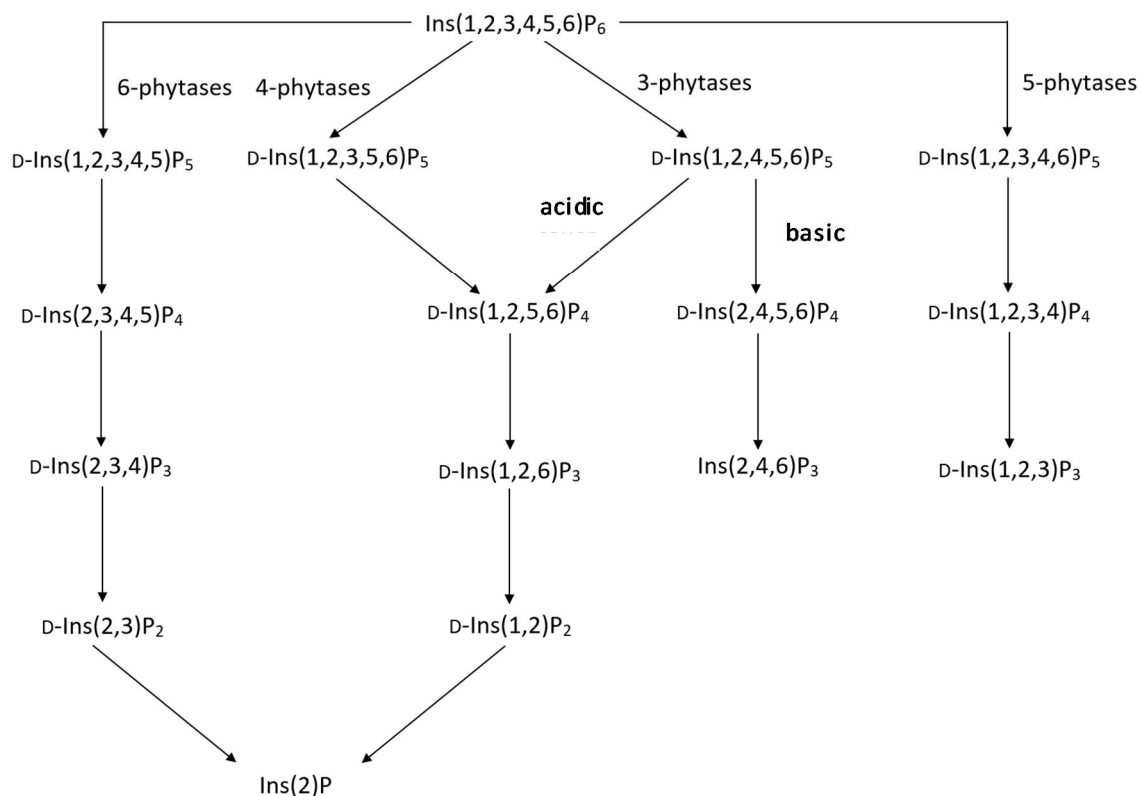 Ins(1,2,3,4,5,6)P₆
6-phytases 4-phytases 3-phytases 5-phytases
D-Ins(1,2,3,4,5)P₅ D-Ins(1,2,3,5,6)P₅ D-Ins(1,2,4,5,6)P₅ D-Ins(1,2,3,4,6)P₅
acidic basic
D-Ins(2,3,4,5)P₄ D-Ins(1,2,5,6)P₄ D-Ins(2,4,5,6)P₄ D-Ins(1,2,3,4)P₄
D-Ins(2,3,4)P₃ D-Ins(1,2,6)P₃ Ins(2,4,6)P₃ D-Ins(1,2,3)P₃
D-Ins(2,3)P₂ D-Ins(1,2)P₂
Ins(2)P